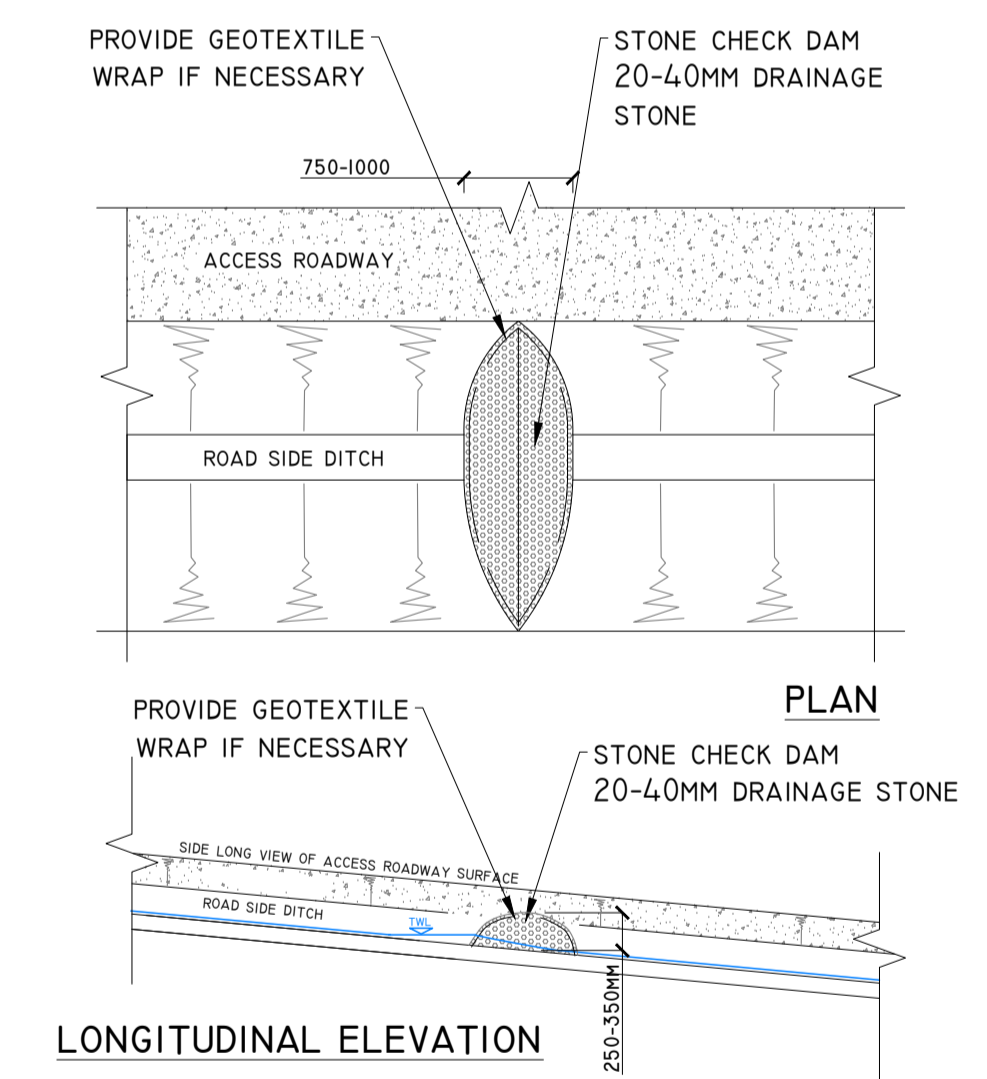 PROVIDE GEOTEXTILE
WRAP IF NECESSARY
STONE CHECK DAM
20-40MM DRAINAGE
STONE
750-1000
ACCESS ROADWAY
ROAD SIDE DITCH
PLAN
PROVIDE GEOTEXTILE
WRAP IF NECESSARY
STONE CHECK DAM
20-40MM DRAINAGE STONE
SIDE LONG VIEW OF ACCESS ROADWAY SURFACE
ROAD SIDE DITCH
TWL
250-350MM
LONGITUDINAL ELEVATION